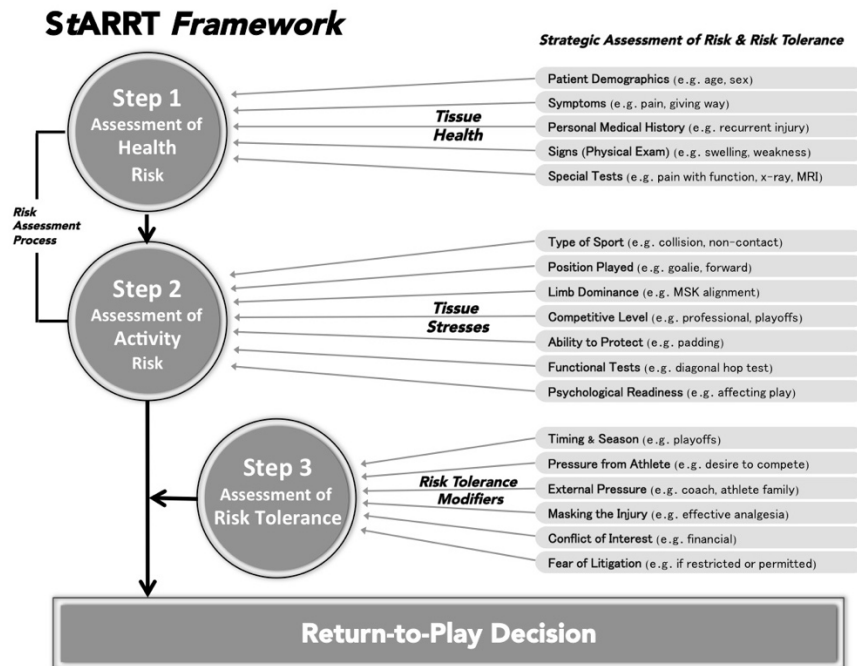 StARRT Framework
Strategic Assessment of Risk & Risk Tolerance
Step 1
Assessment of
Health
Risk
Tissue
Health
Patient Demographics (e.g. age, sex)
Symptoms (e.g. pain, giving way)
Personal Medical History (e.g. recurrent injury)
Signs (Physical Exam) (e.g. swelling, weakness)
Special Tests (e.g. pain with function, x-ray, MRI)
Risk
Assessment
Process
Step 2
Assessment of
Activity
Risk
Tissue
Stresses
Type of Sport (e.g. collision, non-contact)
Position Played (e.g. goalie, forward)
Limb Dominance (e.g. MSK alignment)
Competitive Level (e.g. professional, playoffs)
Ability to Protect (e.g. padding)
Functional Tests (e.g. diagonal hop test)
Psychological Readiness (e.g. affecting play)
Step 3
Assessment of
Risk Tolerance
Risk Tolerance
Modifiers
Timing & Season (e.g. playoffs)
Pressure from Athlete (e.g. desire to compete)
External Pressure (e.g. coach, athlete family)
Masking the Injury (e.g. effective analgesia)
Conflict of Interest (e.g. financial)
Fear of Litigation (e.g. if restricted or permitted)
Return-to-Play Decision